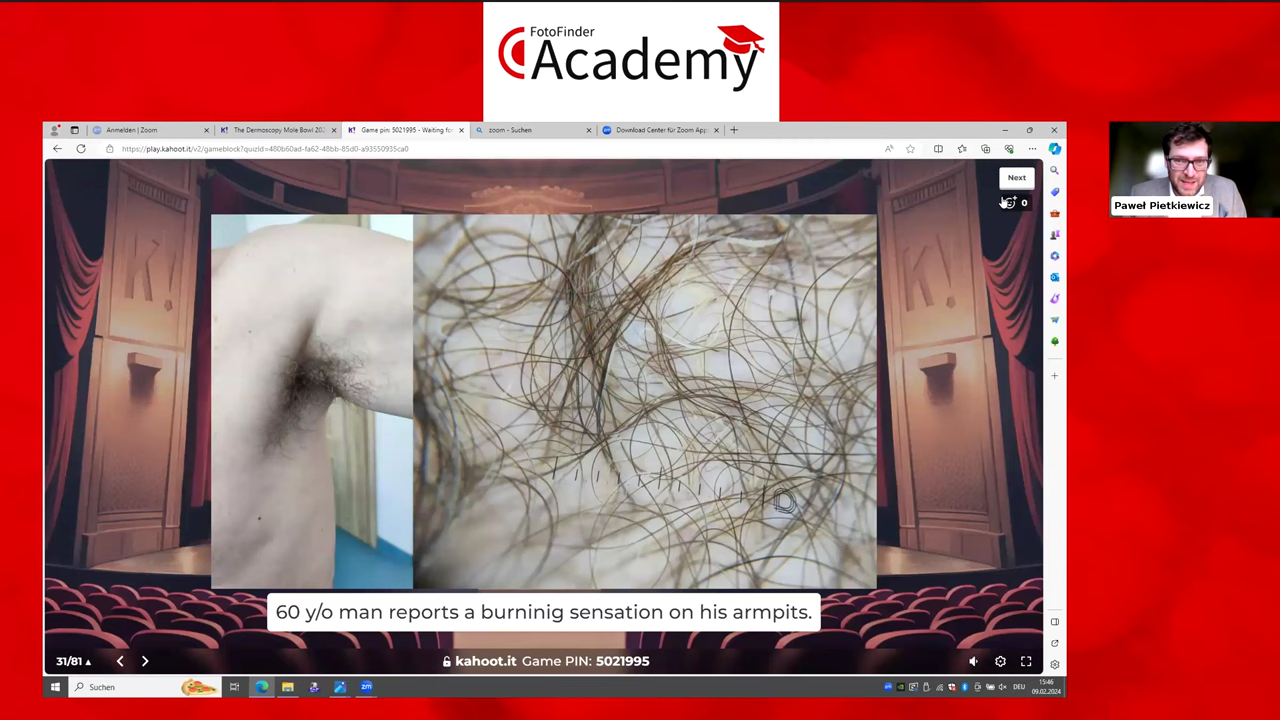 FotoFinder
Academy
Anmelden | Zoom
The Dermoscopy Mole Bowl 202
Game pin: 5021995 - Waiting fo
zoom - Suchen
Download Center für Zoom App
https://play.kahoot.it/v2/gameblock?quizId=480b60ad-fa62-48bb-85d0-a93550935ca0
Next
0
Paweł Pietkiewicz
K!
K!
10
60 y/o man reports a burninig sensation on his armpits.
31/81
kahoot.it Game PIN: 5021995
Suchen
zm
DEU
15:46
09.02.2024